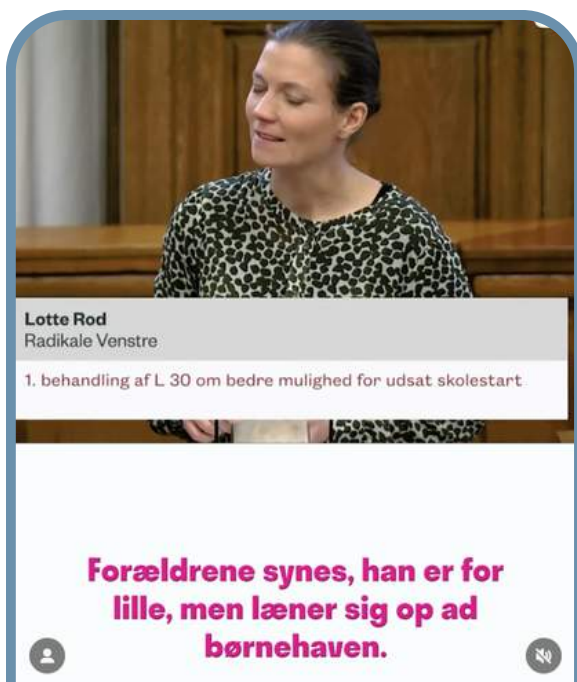 Lotte Rod
Radikale Venstre
1. behandling af L 30 om bedre mulighed for udsat skolestart
Forældrene synes, han er for
lille, men læner sig op ad
børnehaven.